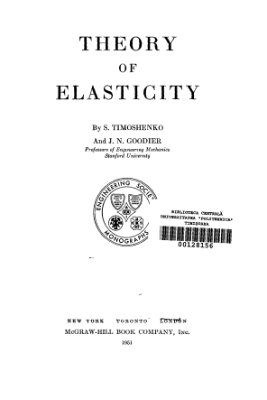 THEORY
OF
ELASTICITY
By S. TIMOSHENKO
And J. N. GOODIER
Professors of Engineering Mechanics
Stanford University
ENGINEERING SOCIETIES
MONOGRAPHS
BIBLIOTECA CENTRALĂ
UNIVERSITATEA "POLITEHNICA"
TIMIŞOARA
00128156
NEW YORK TORONTO LONDON
McGRAW-HILL BOOK COMPANY, Inc.
1951